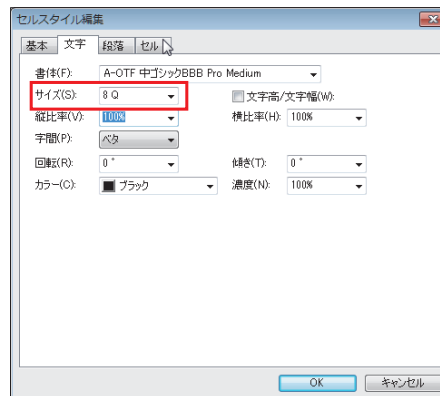 セルスタイル編集
基本 文字 段落 セル
書体(F): A-OTF 中ゴシックBBB Pro Medium
サイズ(S): 8 Q 文字高/文字幅(W):
縦比率(V): 100% 横比率(H): 100%
字間(P): ベタ
回転(R): 0 ° 傾き(T): 0 °
カラー(C): ブラック 濃度(N): 100%
OK キャンセル